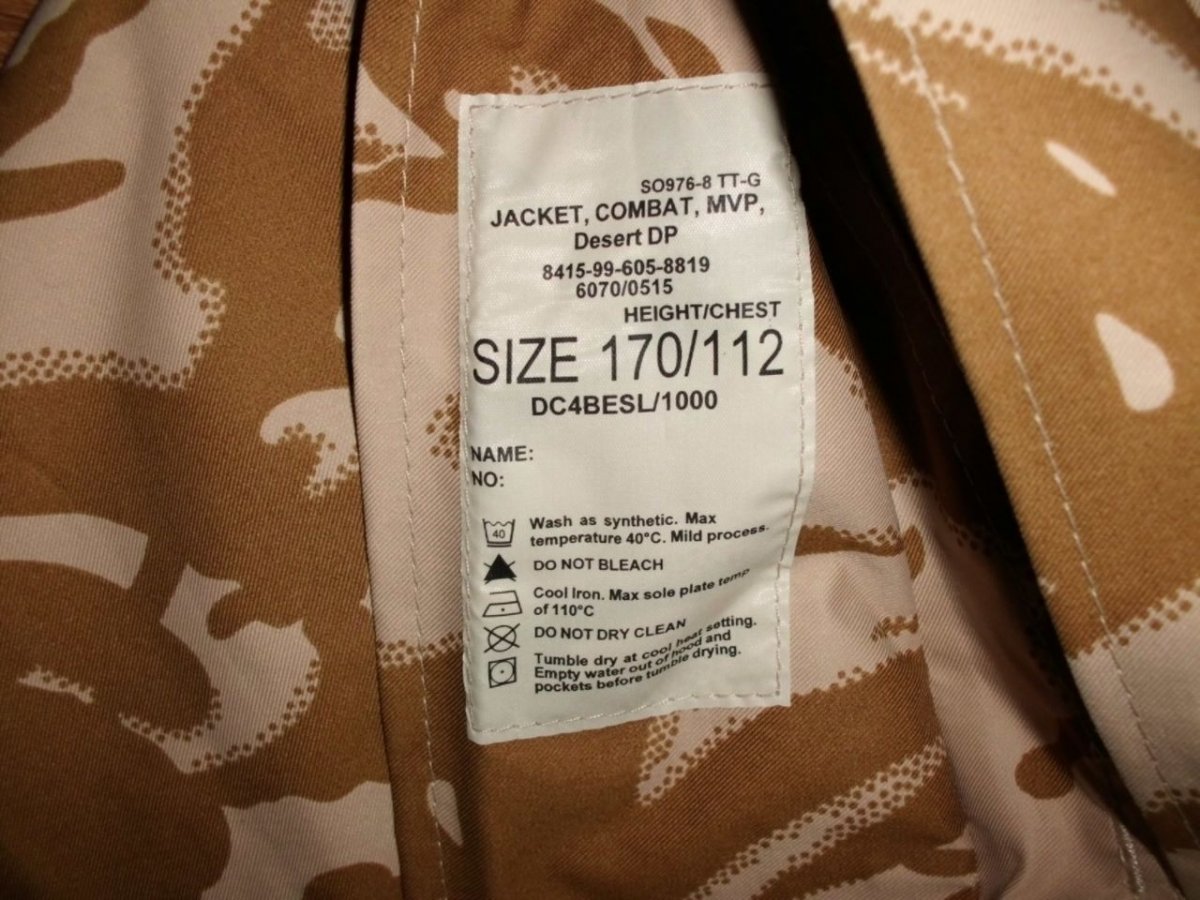 SO976-8 TT-G
JACKET, COMBAT, MVP,
Desert DP
8415-99-605-8819
6070/0515
HEIGHT/CHEST
SIZE 170/112
DC4BESL/1000
NAME:
NO:
40
Wash as synthetic. Max
temperature 40°C. Mild process.
DO NOT BLEACH
Cool Iron. Max sole plate temp
of 110°C
DO NOT DRY CLEAN
Tumble dry at cool heat setting.
Empty water out of hood and
pockets before tumble drying.